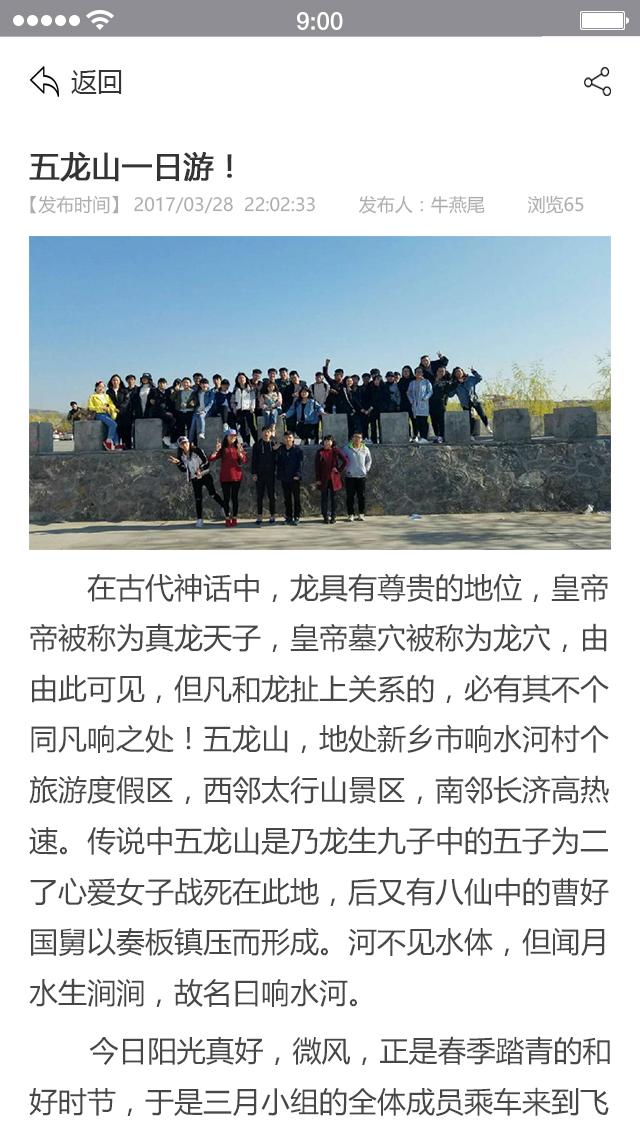 9:00
返回
五龙山一日游！
【发布时间】 2017/03/28 22:02:33 发布人：牛燕尾 浏览65
在古代神话中，龙具有尊贵的地位，皇帝
帝被称为真龙天子，皇帝墓穴被称为龙穴，由
由此可见，但凡和龙扯上关系的，必有其不个
同凡响之处！五龙山，地处新乡市响水河村个
旅游度假区，西邻太行山景区，南邻长济高热
速。传说中五龙山是乃龙生九子中的五子为二
了心爱女子战死在此地，后又有八仙中的曹好
国舅以奏板镇压而形成。河不见水体，但闻月
水生涧涧，故名曰响水河。
今日阳光真好，微风，正是春季踏青的和
好时节，于是三月小组的全体成员乘车来到飞